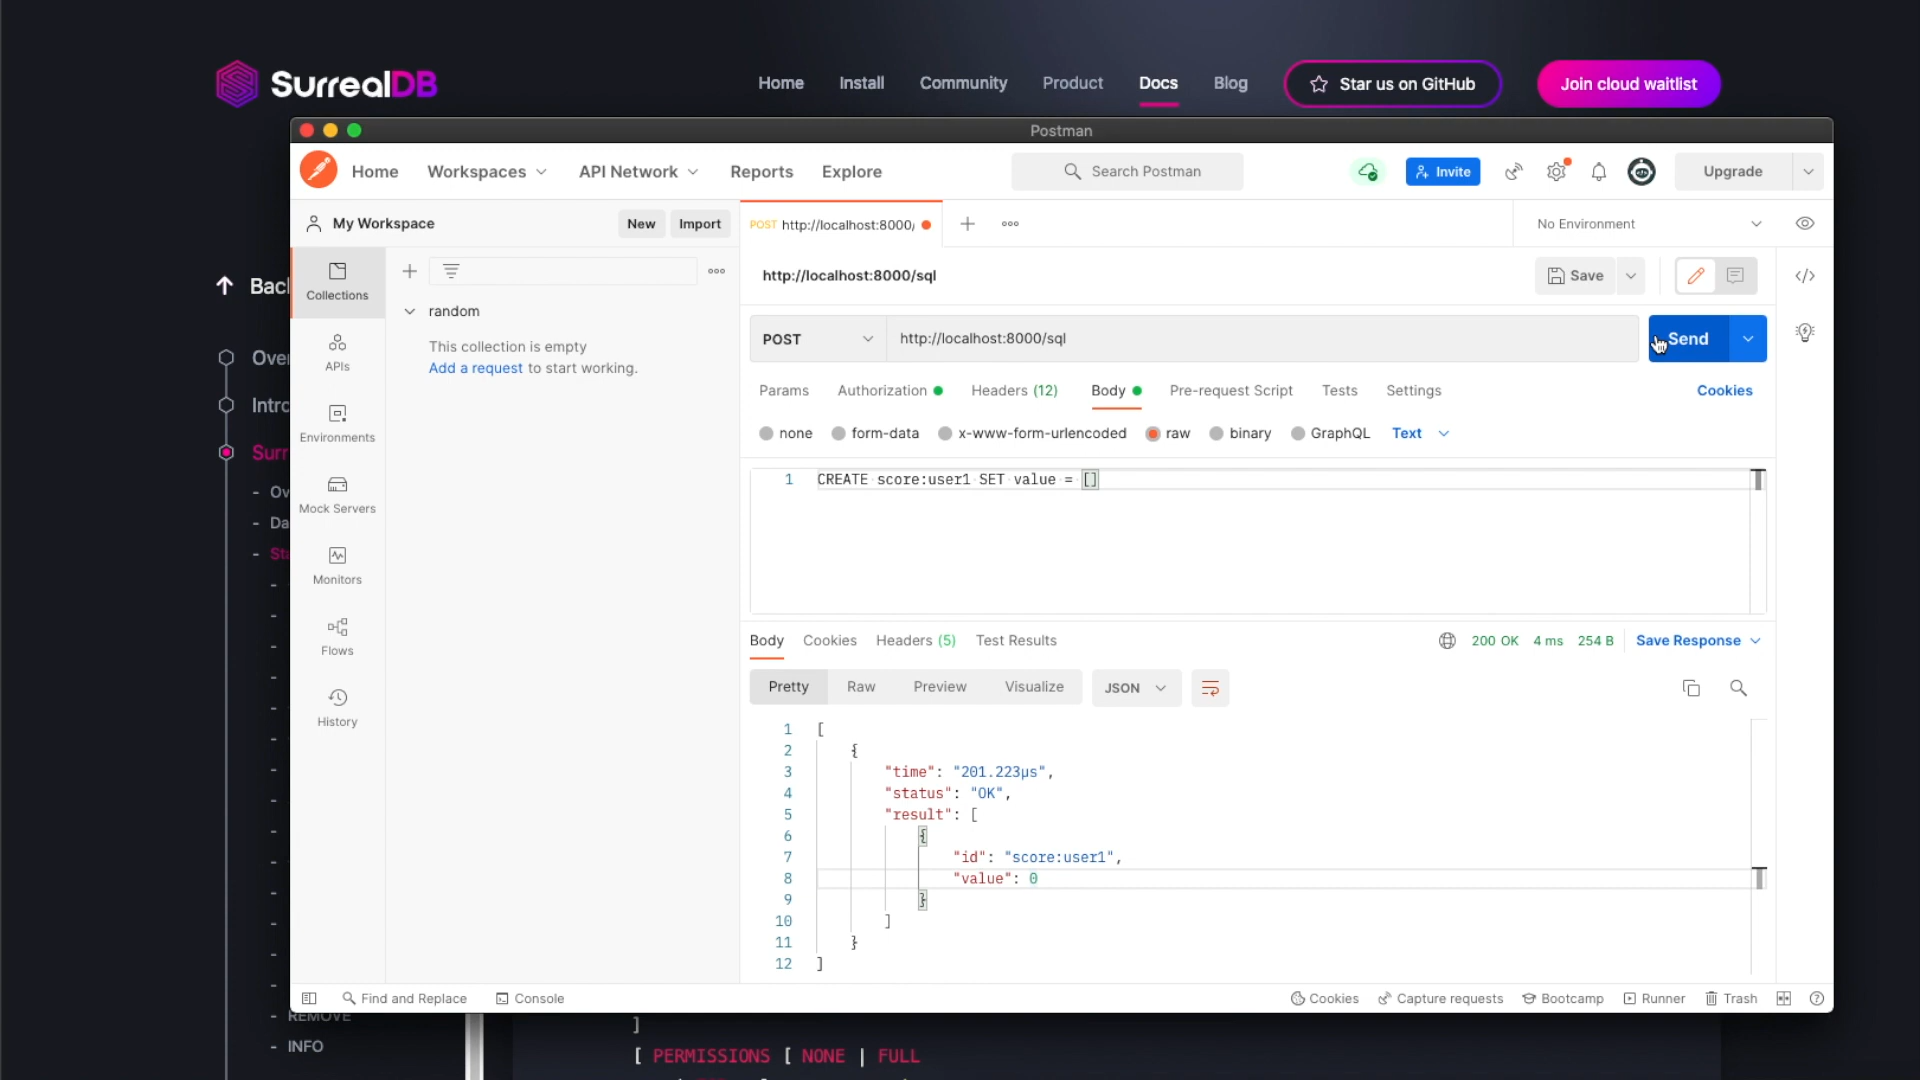 SurrealDB
Home Install Community Product Docs Blog Star us on GitHub Join cloud waitlist
Postman
Home Workspaces API Network Reports Explore Search Postman Invite Upgrade
My Workspace New Import POST http://localhost:8000/ No Environment
http://localhost:8000/sql Save
Collections
random
This collection is empty
Add a request to start working.
POST http://localhost:8000/sql Send
APIs
Params Authorization Headers (12) Body Pre-request Script Tests Settings Cookies
none form-data x-www-form-urlencoded raw binary GraphQL Text
Environments
1 CREATE score:user1 SET value = []
Mock Servers
Monitors
Flows
History
Body Cookies Headers (5) Test Results 200 OK 4 ms 254 B Save Response
Pretty Raw Preview Visualize JSON
1 [
2 {
3 "time": "201.223µs",
4 "status": "OK",
5 "result": [
6 {
7 "id": "score:user1",
8 "value": 0
9 }
10 ]
11 }
12 ]
Find and Replace Console Cookies Capture requests Bootcamp Runner Trash
- REMOVE
- INFO
]
[ PERMISSIONS [ NONE | FULL